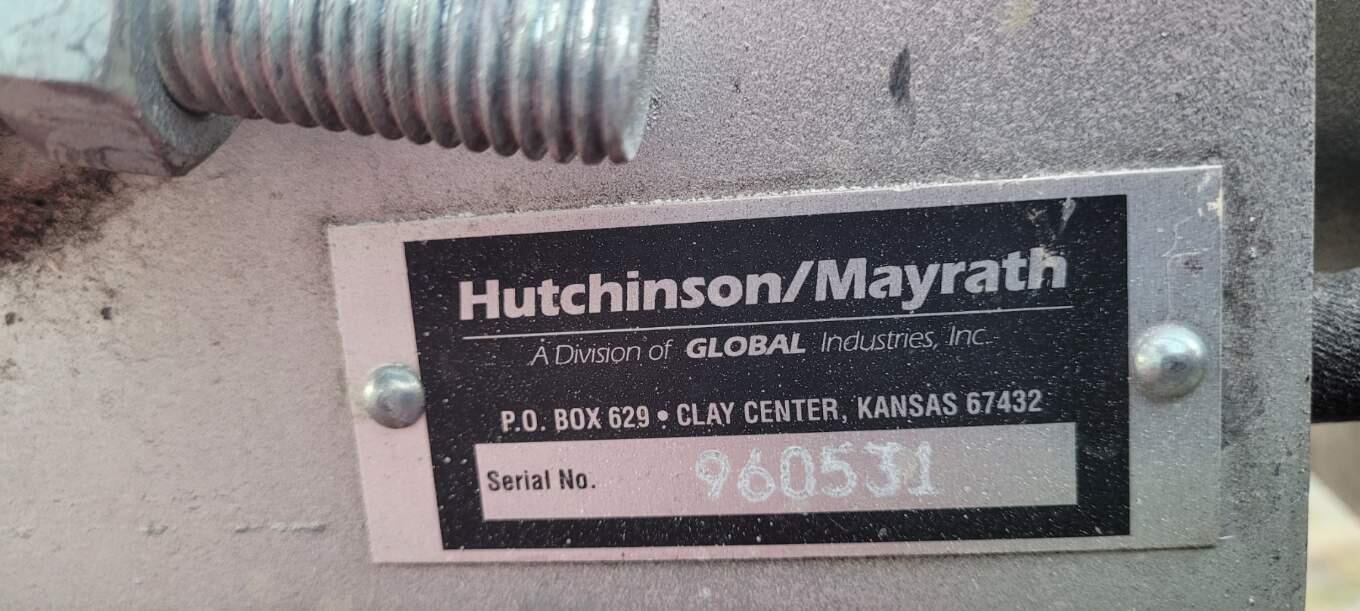 Hutchinson/Mayrath
A Division of GLOBAL Industries, Inc.
P.O. BOX 629 • CLAY CENTER, KANSAS 67432
Serial No. 960531